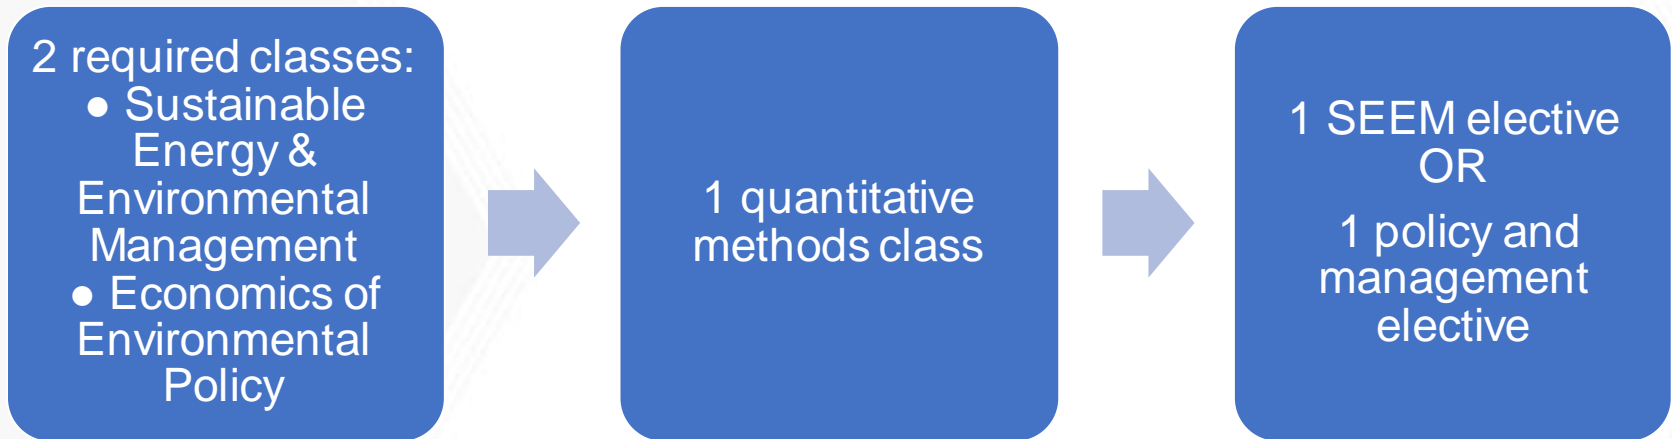 2 required classes:
● Sustainable
Energy &
Environmental
Management
● Economics of
Environmental
Policy
1 quantitative
methods class
1 SEEM elective
OR
1 policy and
management
elective